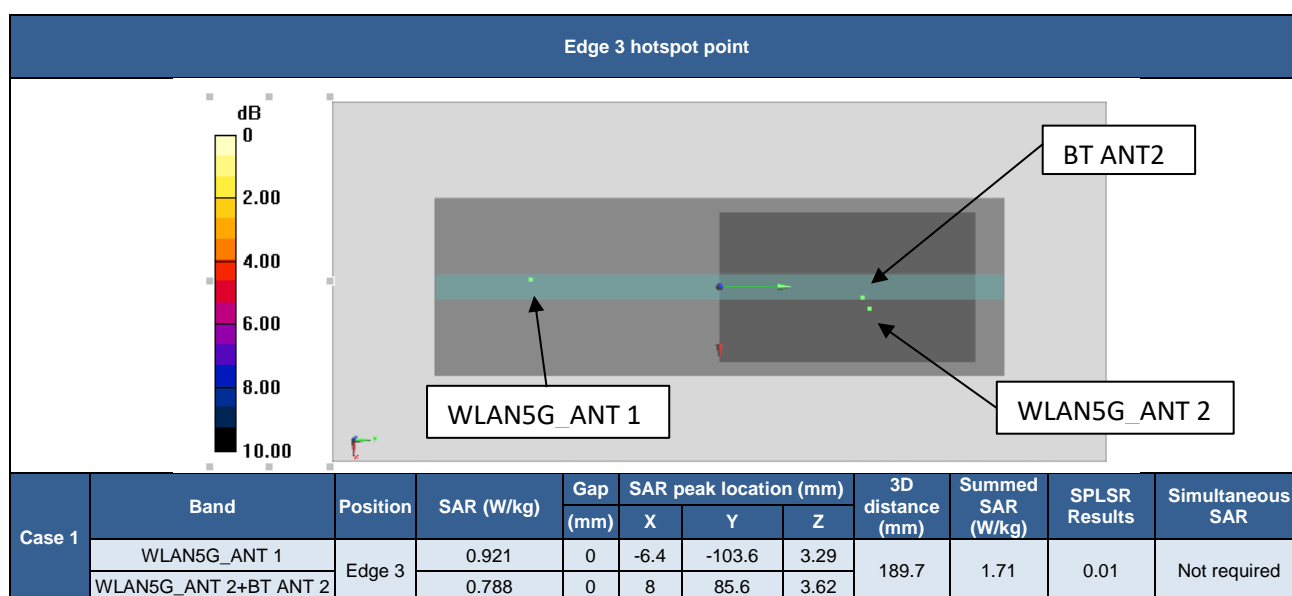 Edge 3 hotspot point
dB
0
2.00
4.00
6.00
8.00
10.00
BT ANT2
WLAN5G_ANT 1
WLAN5G_ANT 2
Case 1
Band
Position
SAR (W/kg)
Gap
(mm)
SAR peak location (mm)
X
Y
Z
3D
distance
(mm)
Summed
SAR
(W/kg)
SPLSR
Results
Simultaneous
SAR
WLAN5G_ANT 1
Edge 3
0.921
0
-6.4
-103.6
3.29
189.7
1.71
0.01
Not required
WLAN5G_ANT 2+BT ANT 2
0.788
0
8
85.6
3.62